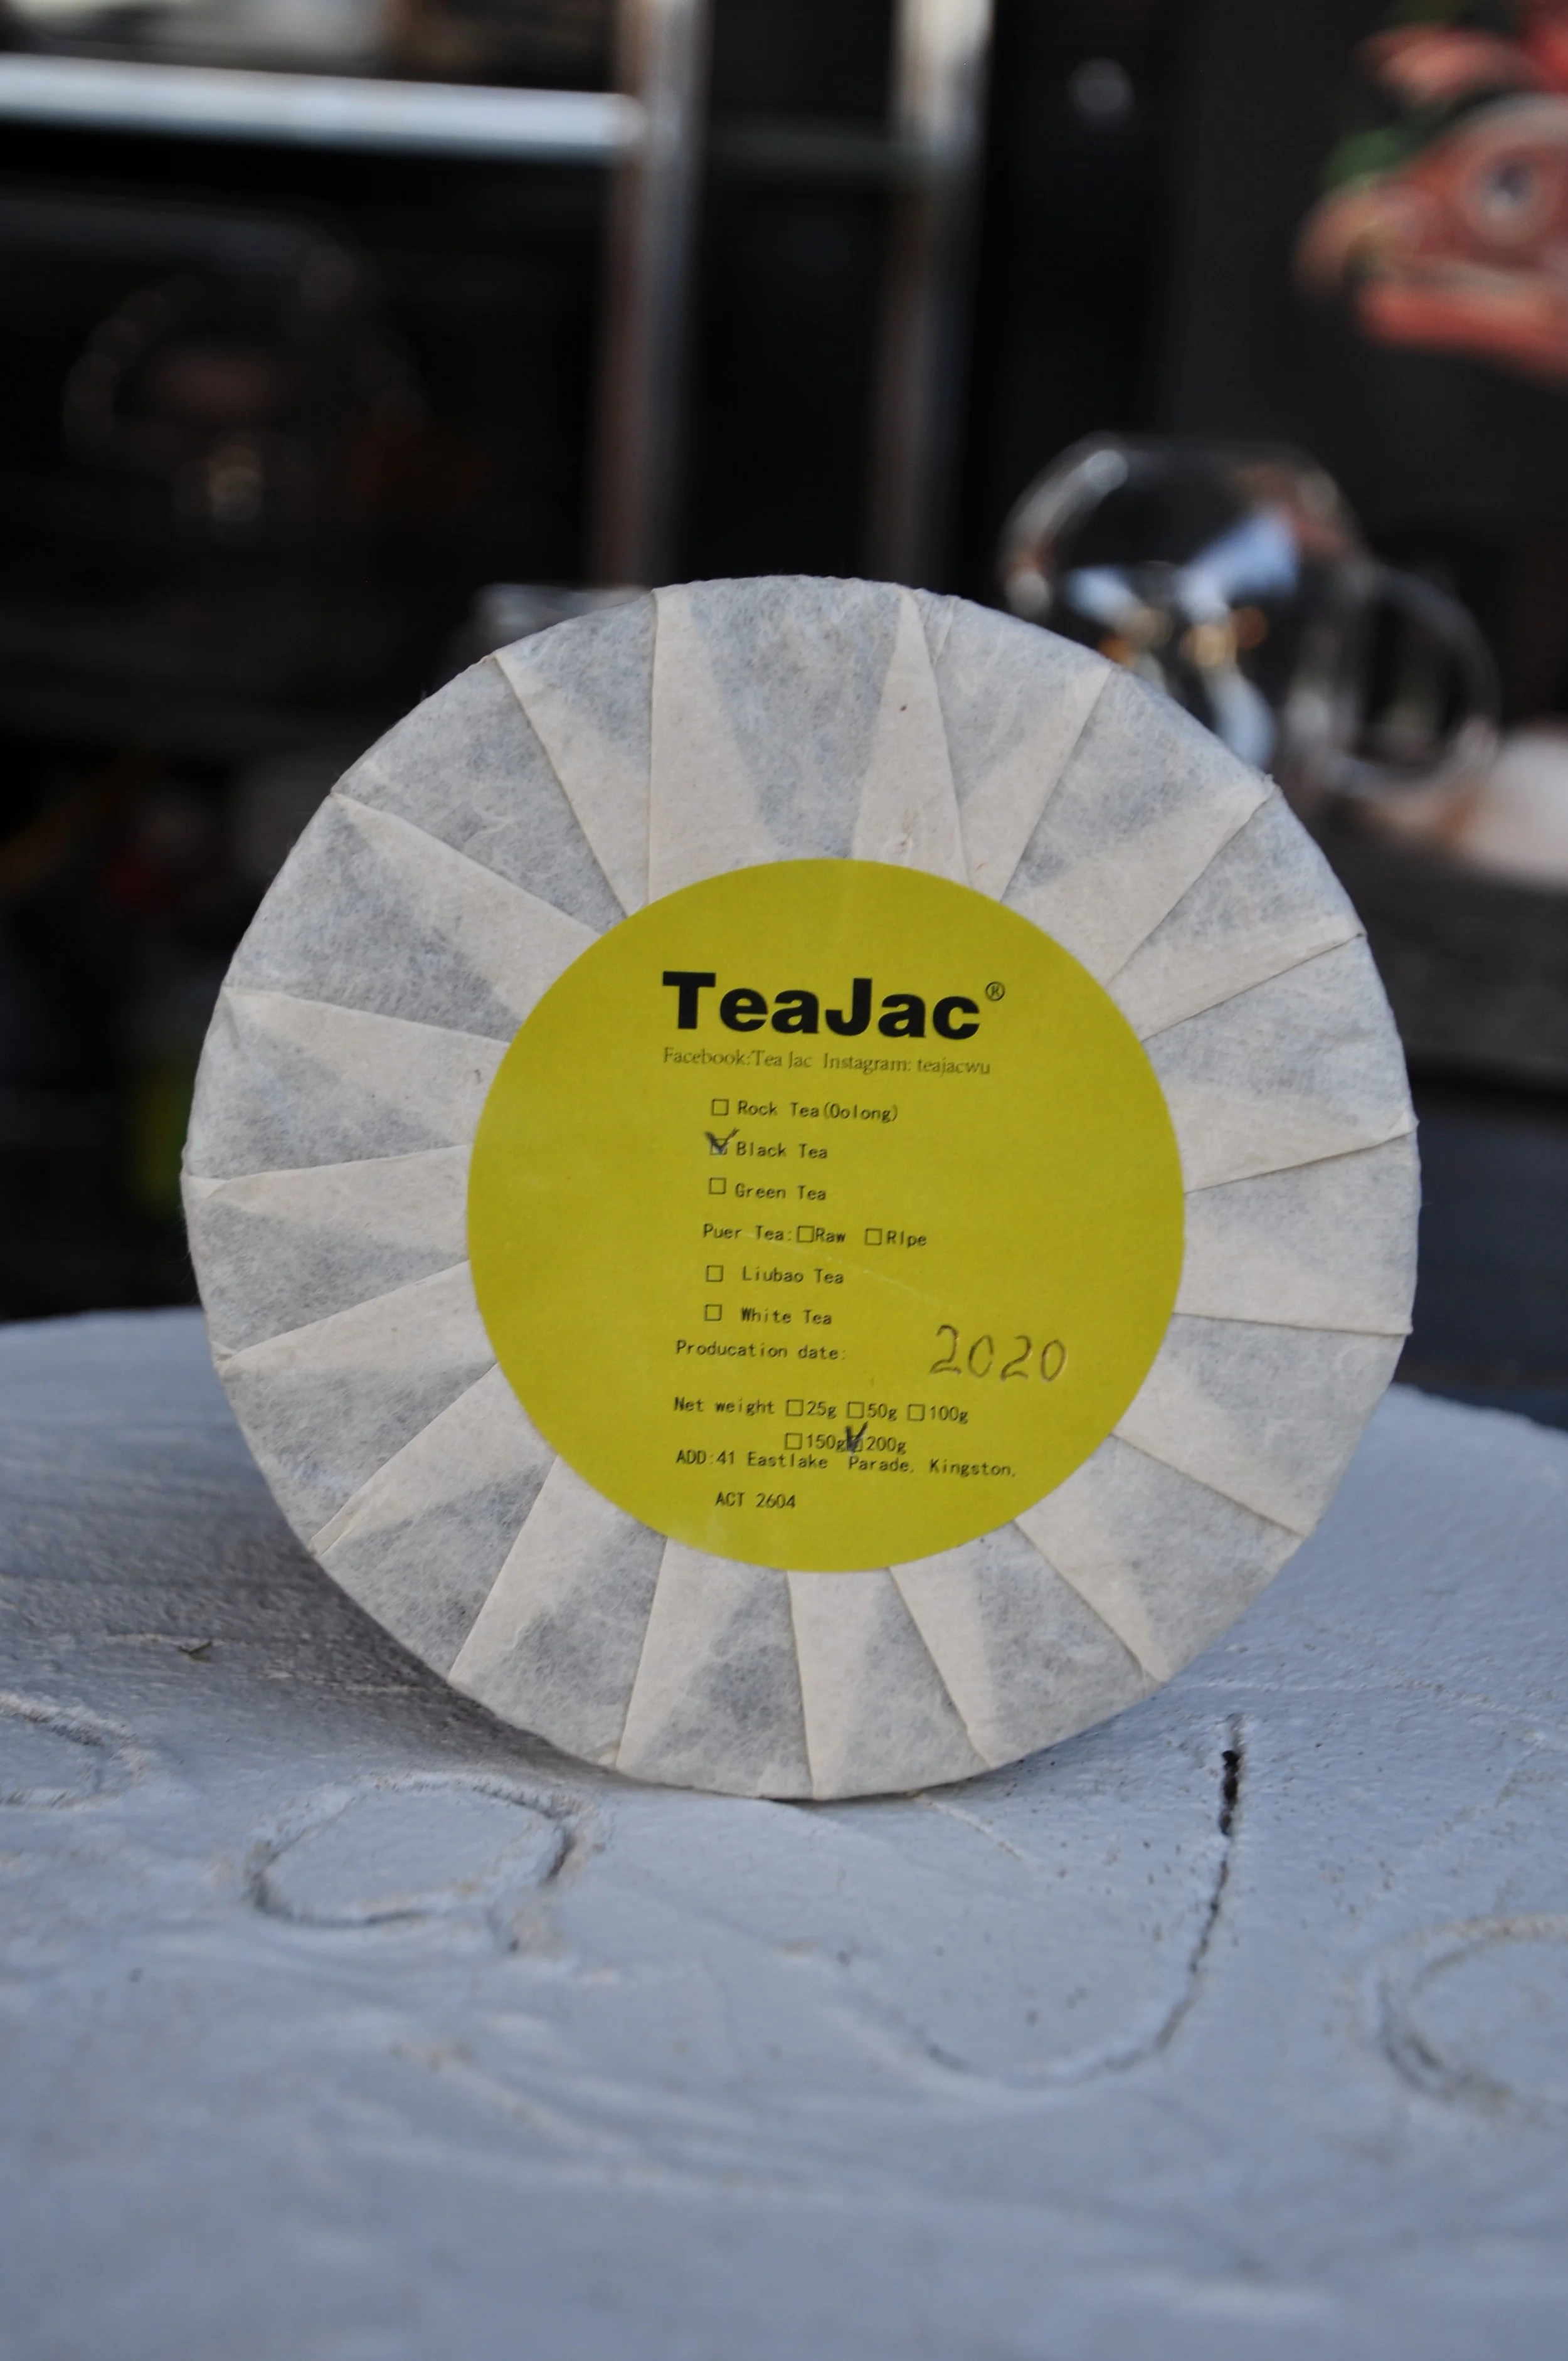 TeaJac®
Facebook:Tea Jac Instagram: teajacwu
☐ Rock Tea(Oolong)
☑ Black Tea
☐ Green Tea
Puer Tea:☐Raw ☐RIpe
☐ Liubao Tea
☐ White Tea
Producation date: 2020
Net weight ☐25g ☐50g ☐100g
☐150g ☑200g
ADD:41 Eastlake Parade, Kingston,
ACT 2604